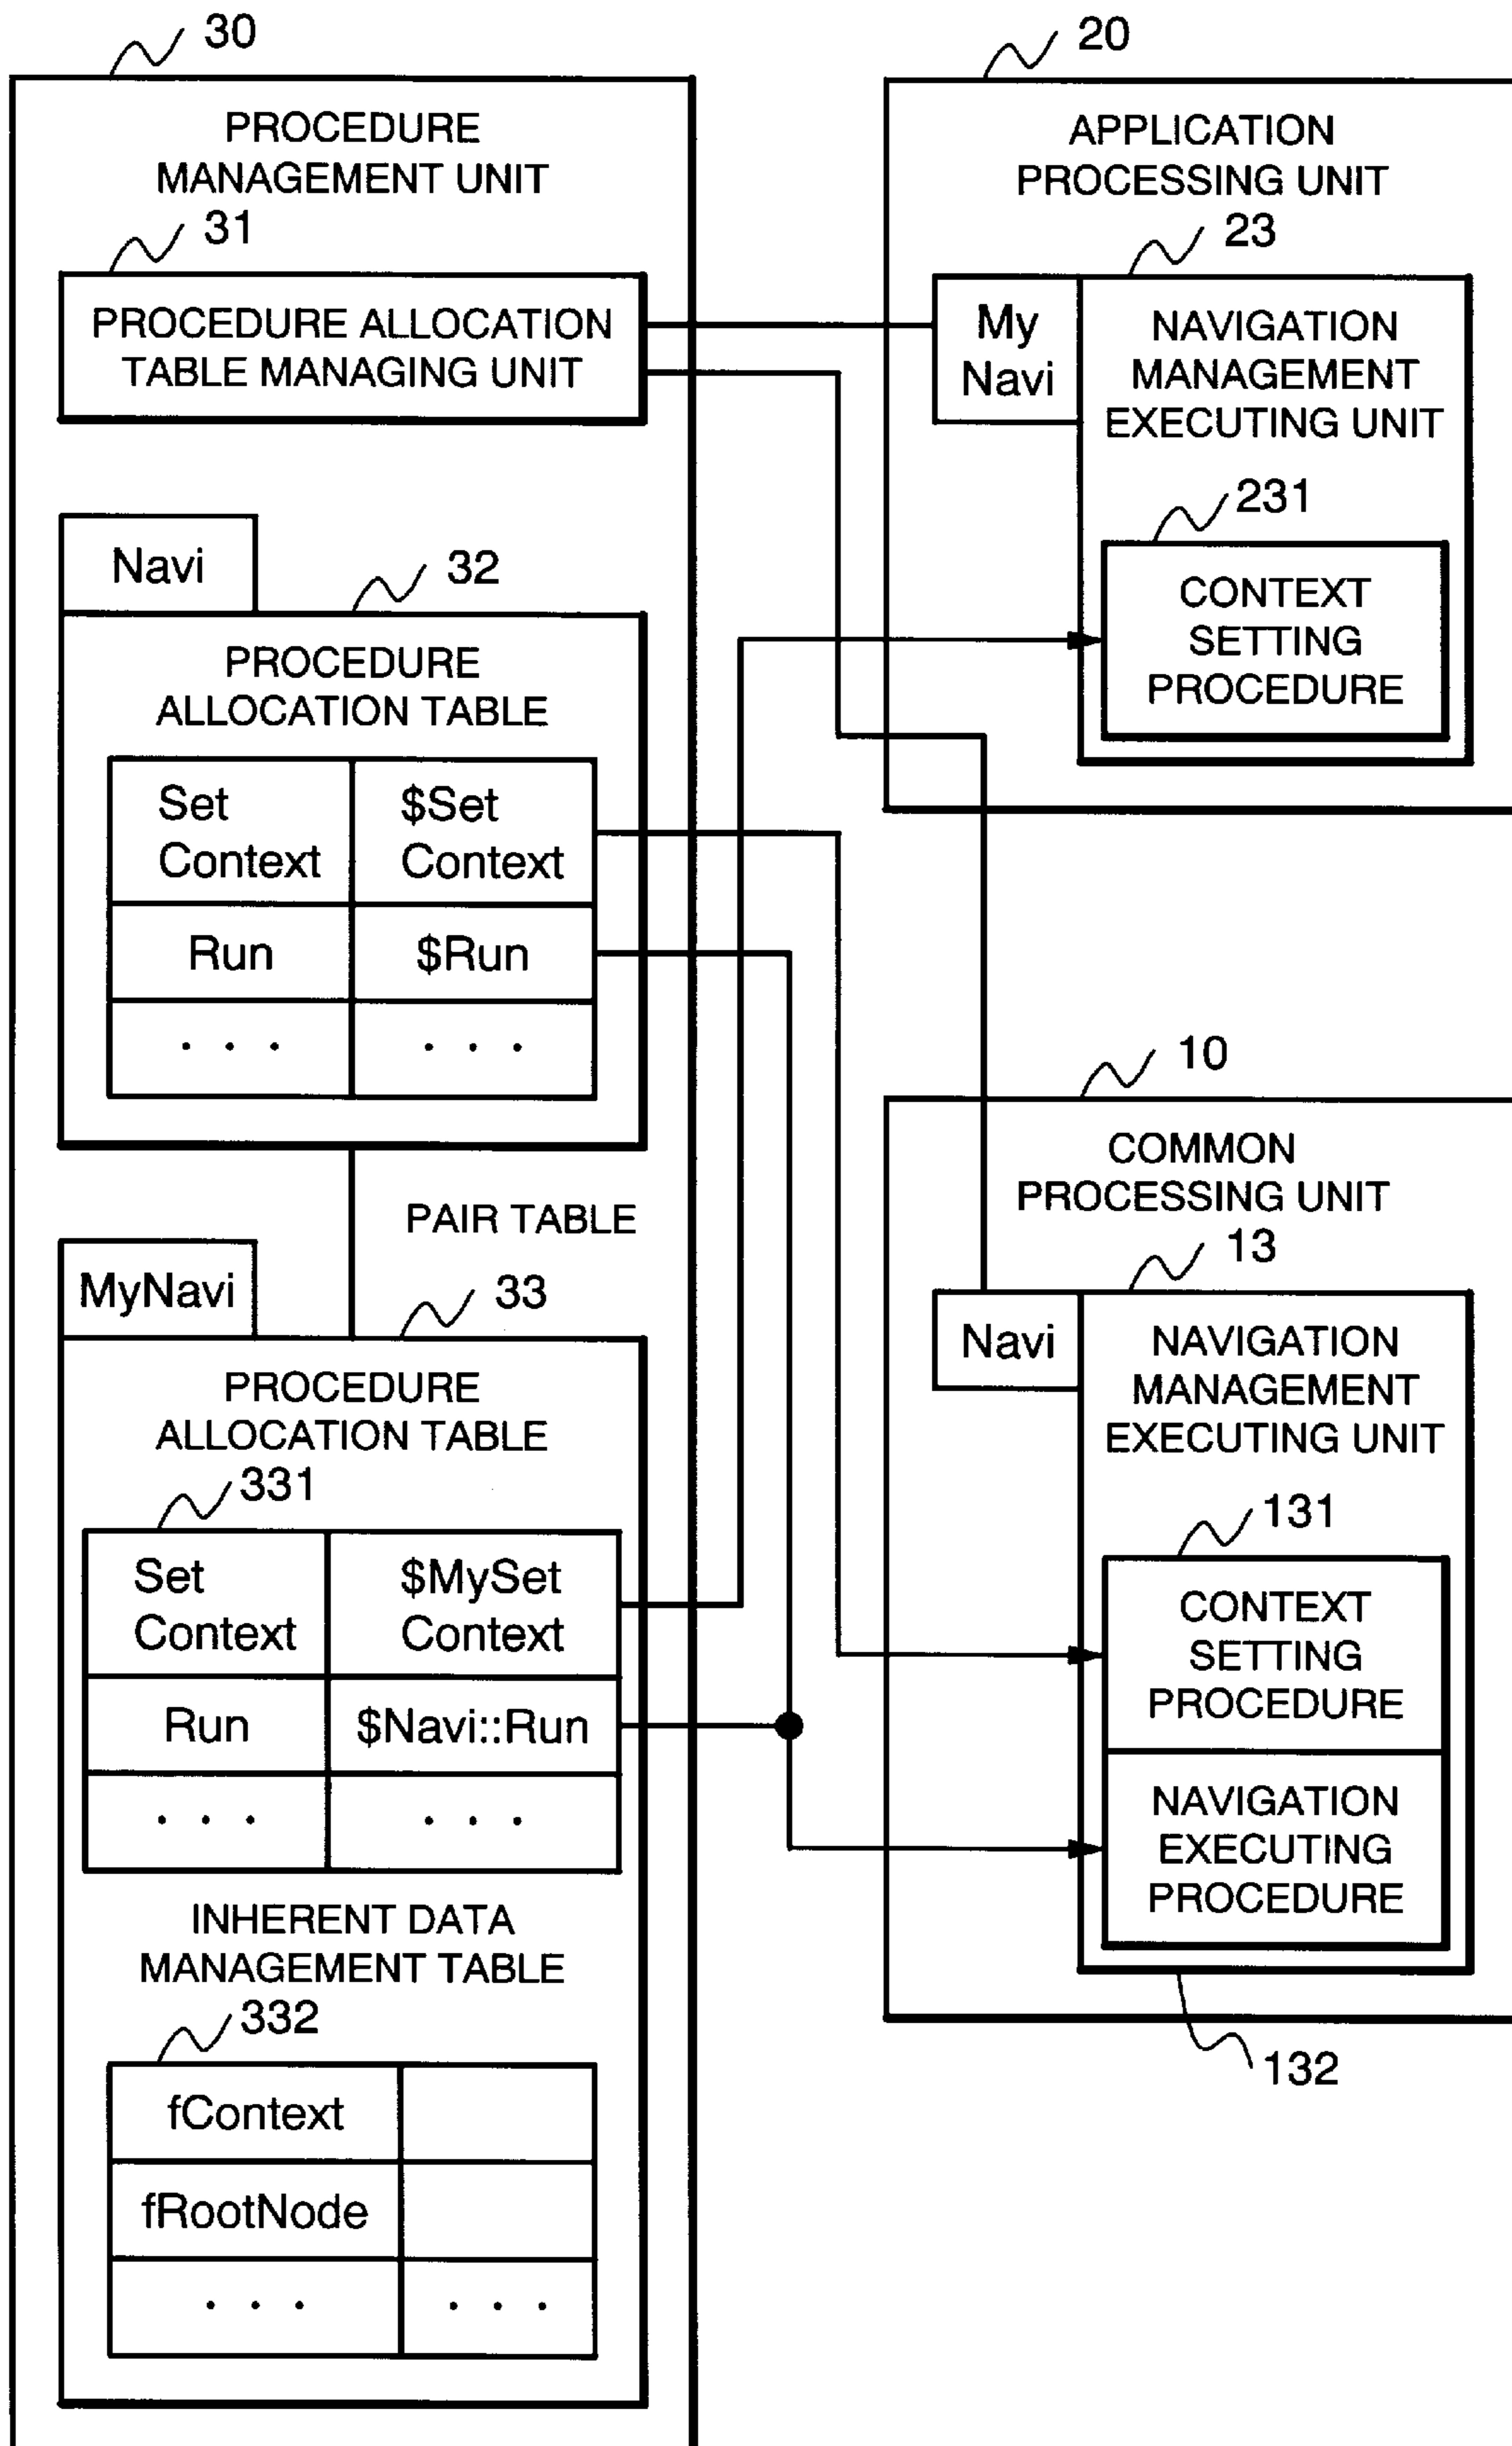 30
PROCEDURE
MANAGEMENT UNIT
31
PROCEDURE ALLOCATION
TABLE MANAGING UNIT
Navi
32
PROCEDURE
ALLOCATION TABLE
Set
Context
$Set
Context
Run
$Run
. . .
. . .
PAIR TABLE
MyNavi
33
PROCEDURE
ALLOCATION TABLE
331
Set
Context
$MySet
Context
Run
$Navi::Run
. . .
. . .
INHERENT DATA
MANAGEMENT TABLE
332
fContext
fRootNode
. . .
. . .
20
APPLICATION
PROCESSING UNIT
23
My
Navi
NAVIGATION
MANAGEMENT
EXECUTING UNIT
231
CONTEXT
SETTING
PROCEDURE
10
COMMON
PROCESSING UNIT
13
Navi
NAVIGATION
MANAGEMENT
EXECUTING UNIT
131
CONTEXT
SETTING
PROCEDURE
NAVIGATION
EXECUTING
PROCEDURE
132